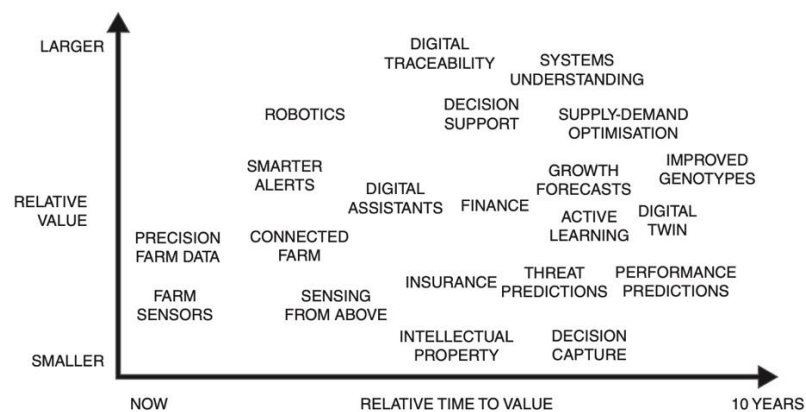 LARGER
DIGITAL
TRACEABILITY
SYSTEMS
UNDERSTANDING
ROBOTICS
DECISION
SUPPORT
SUPPLY-DEMAND
OPTIMISATION
SMARTER
ALERTS
DIGITAL
ASSISTANTS
FINANCE
GROWTH
FORECASTS
IMPROVED
GENOTYPES
RELATIVE
VALUE
PRECISION
FARM DATA
CONNECTED
FARM
ACTIVE
LEARNING
DIGITAL
TWIN
FARM
SENSORS
SENSING
FROM ABOVE
INSURANCE
THREAT
PREDICTIONS
PERFORMANCE
PREDICTIONS
INTELLECTUAL
PROPERTY
DECISION
CAPTURE
SMALLER
NOW
RELATIVE TIME TO VALUE
10 YEARS